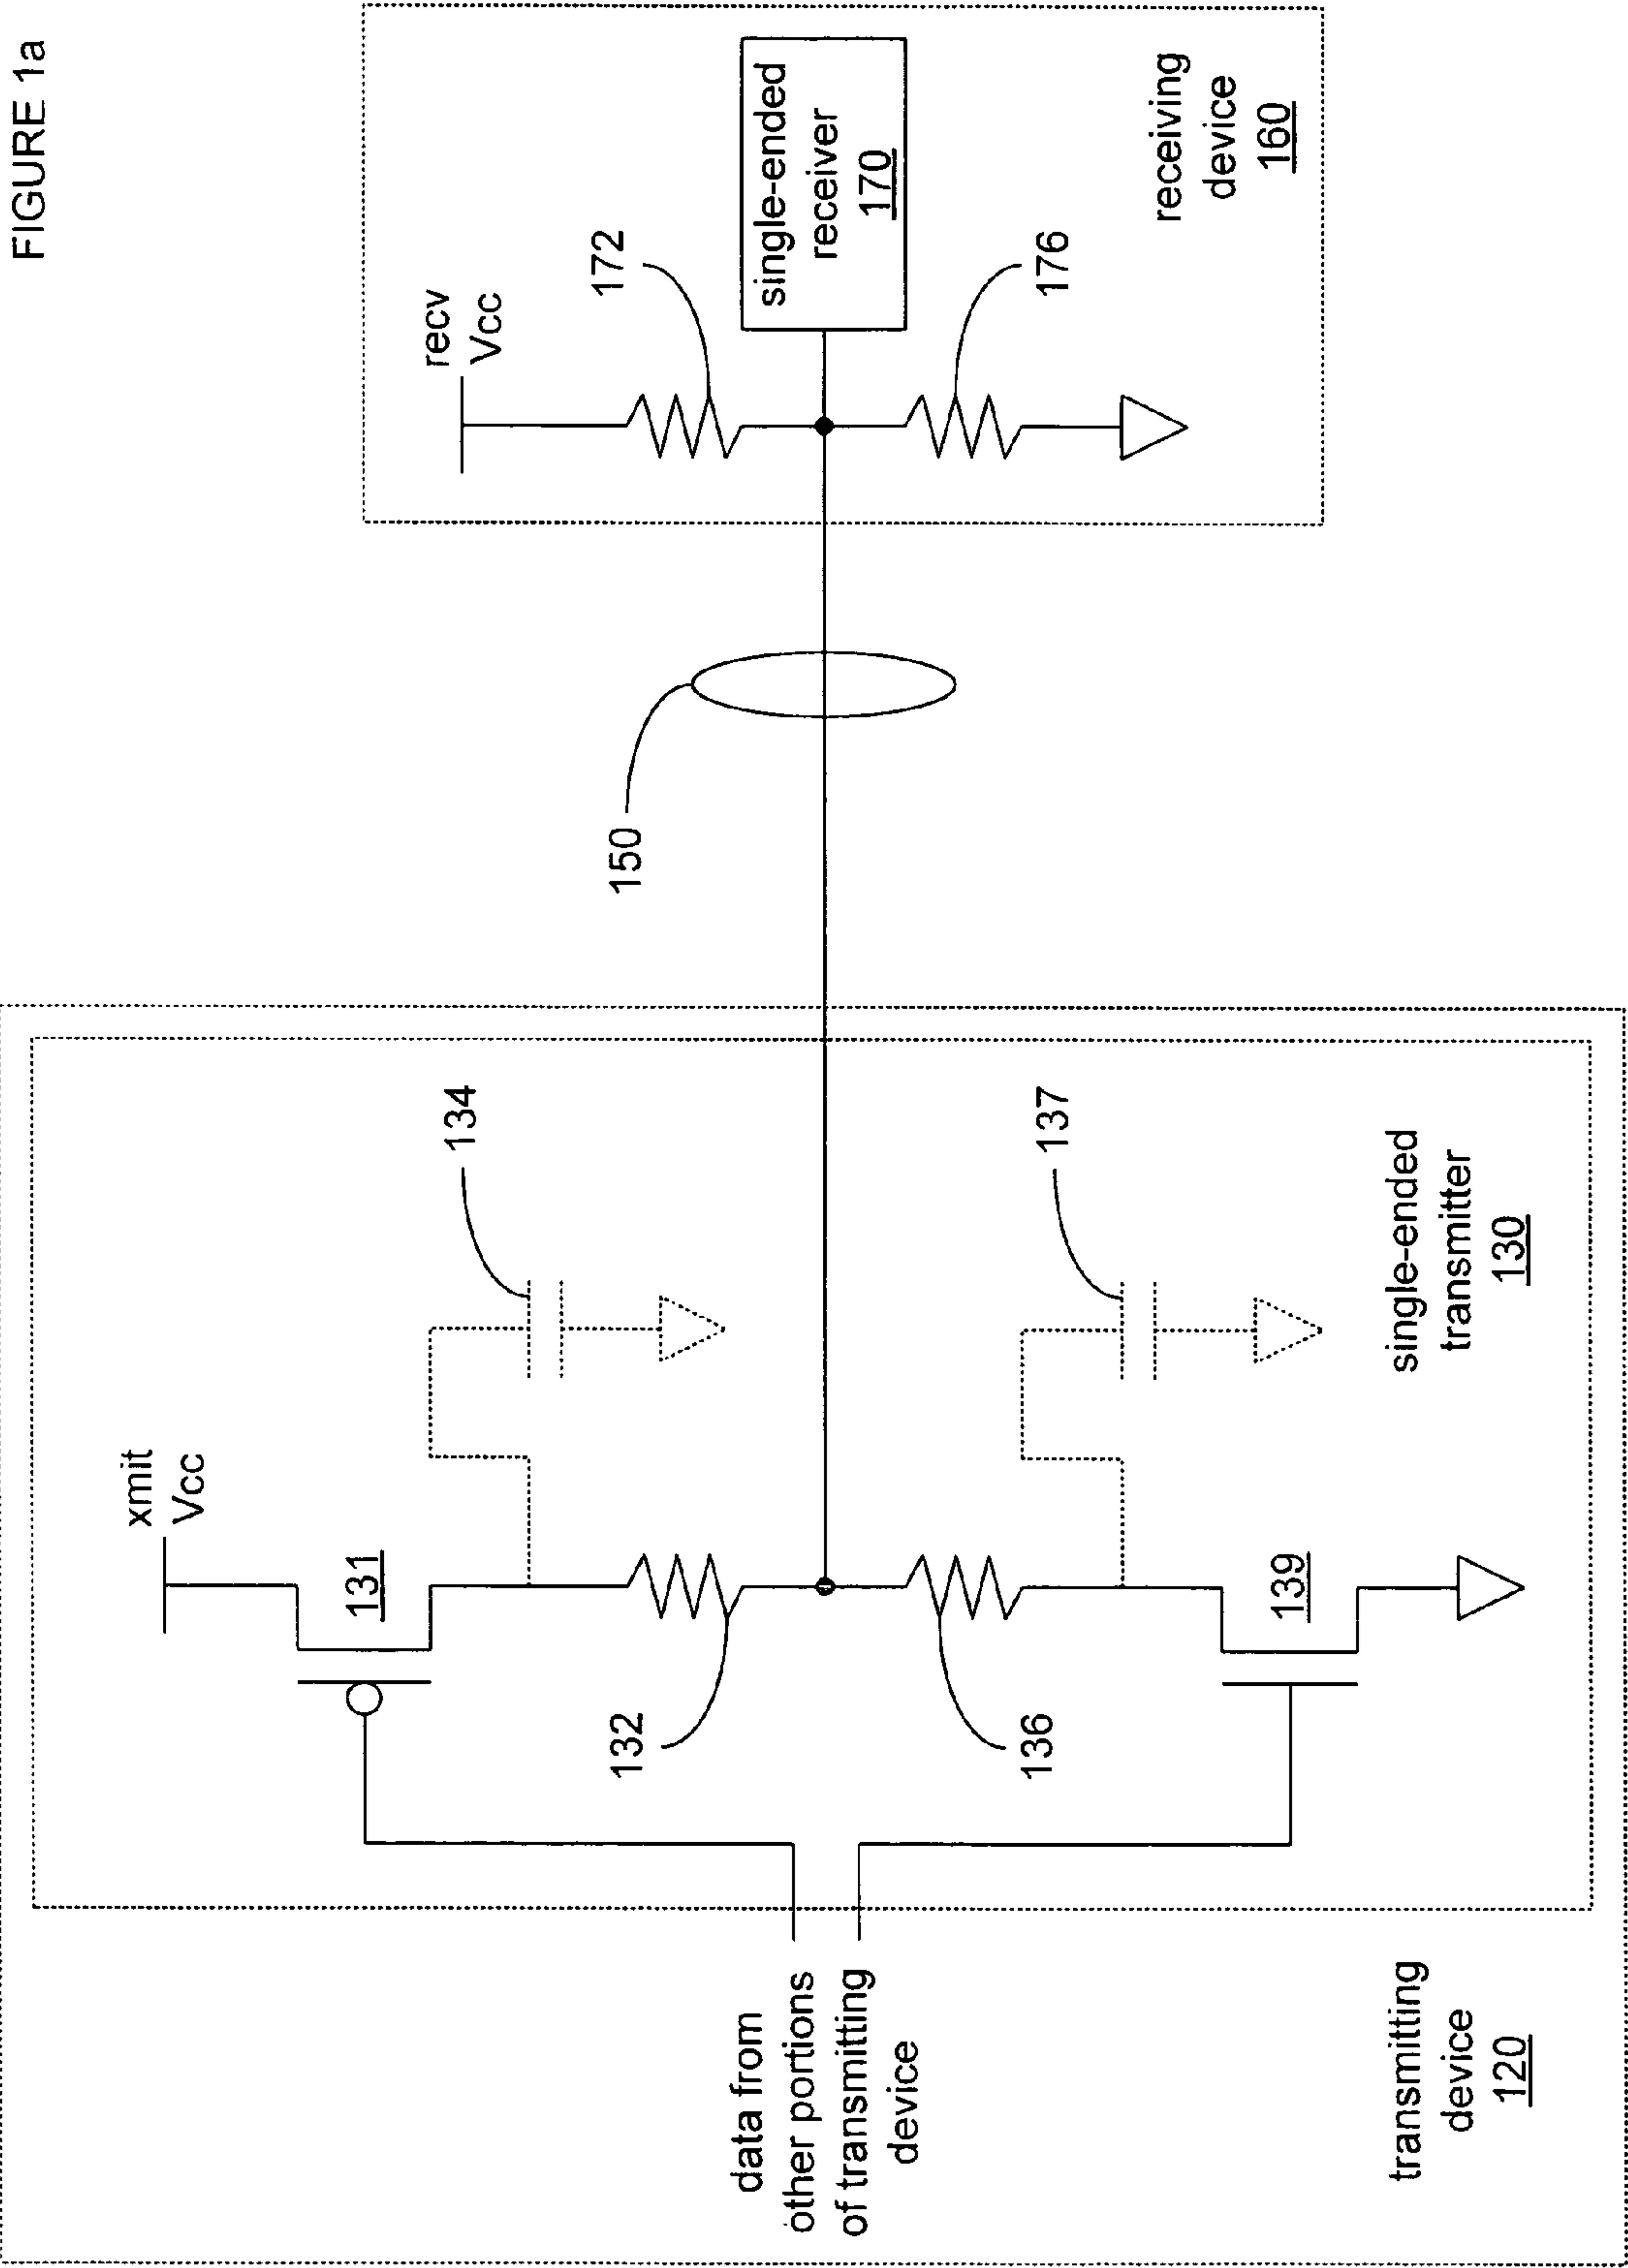 FIGURE 1a
xmit
Vcc
131
134
132
136
137
139
data from
other portions
of transmitting
device
transmitting
device
120
single-ended
transmitter
130
150
recv
Vcc
172
single-ended
receiver
170
176
receiving
device
160